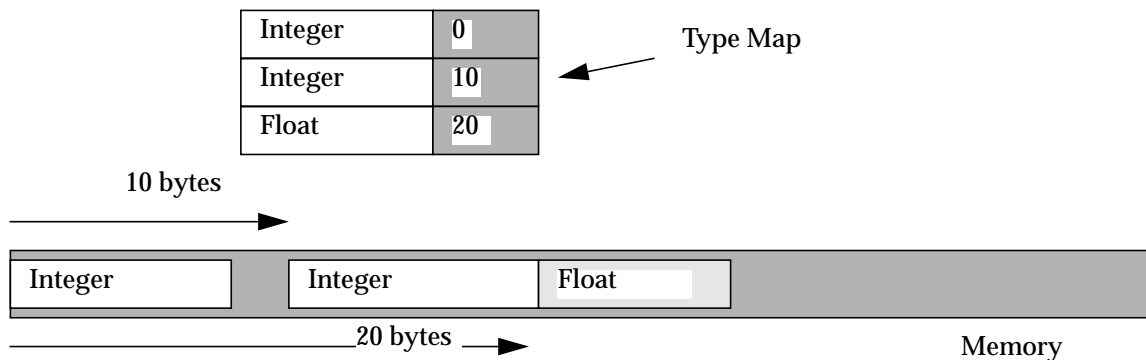 Integer 0
Type Map
Integer 10
Float 20
10 bytes
Integer Integer Float
20 bytes
Memory